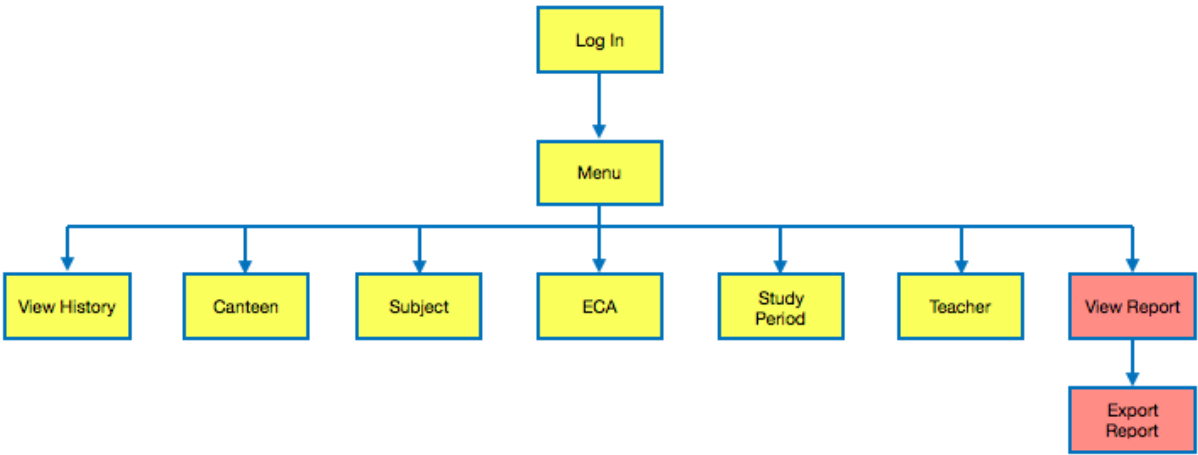 Log In
Menu
View History
Canteen
Subject
ECA
Study
Period
Teacher
View Report
Export
Report